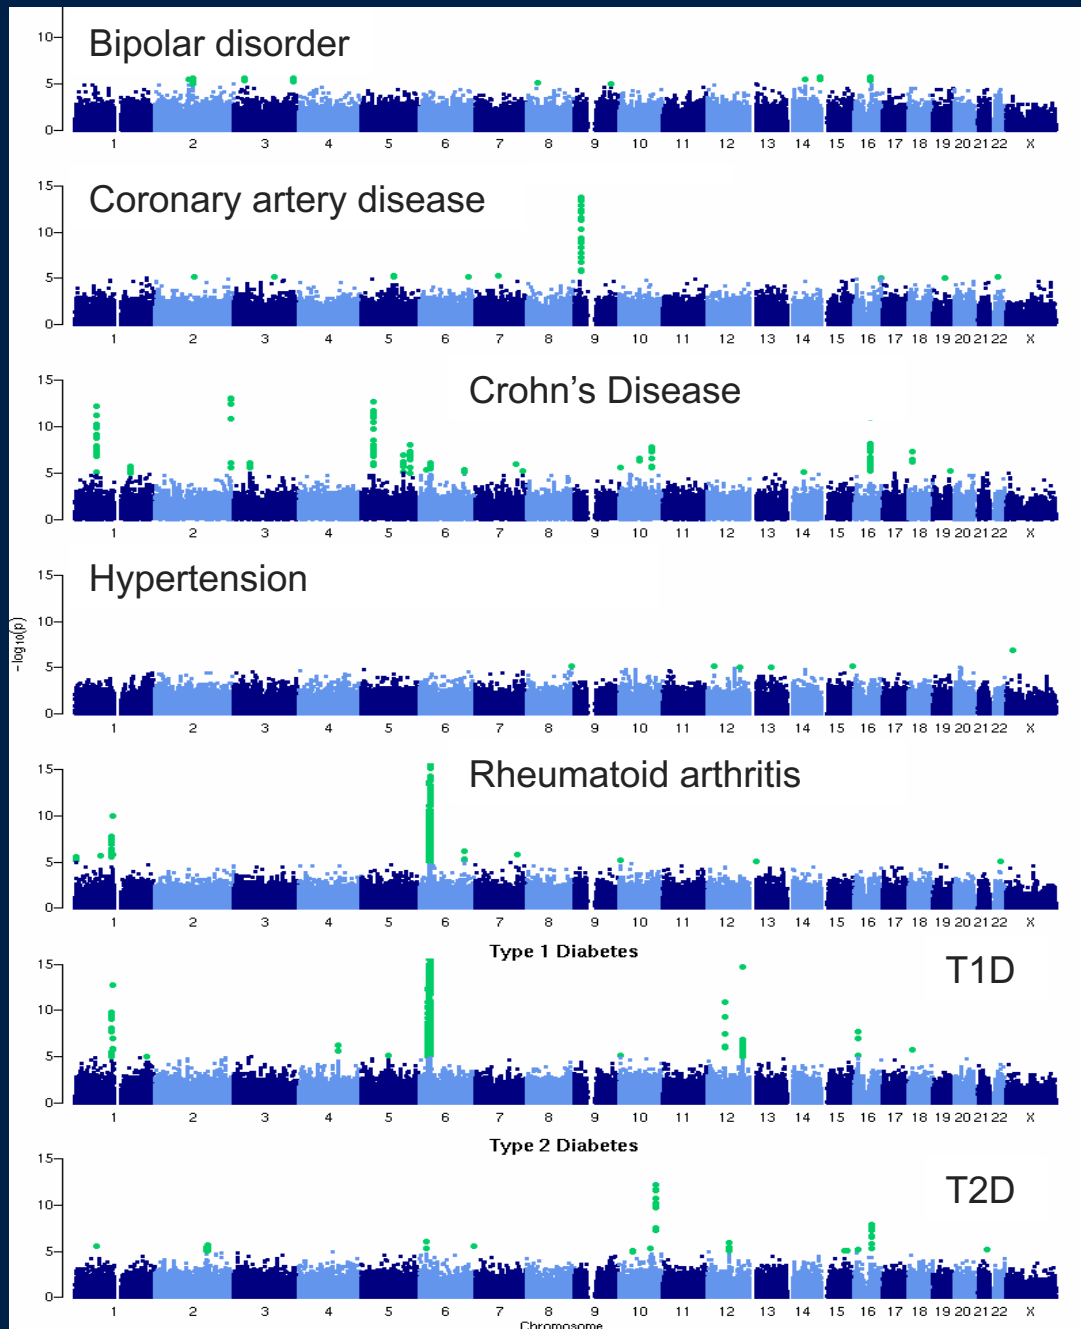 10
Bipolar disorder
5
0
1 2 3 4 5 6 7 8 9 10 11 12 13 14 15 16 17 18 19 20 21 22 X
15
Coronary artery disease
10
5
0
1 2 3 4 5 6 7 8 9 10 11 12 13 14 15 16 17 18 19 20 21 22 X
15
Crohn's Disease
10
5
0
1 2 3 4 5 6 7 8 9 10 11 12 13 14 15 16 17 18 19 20 21 22 X
15
Hypertension
10
-log10(p)
5
0
1 2 3 4 5 6 7 8 9 10 11 12 13 14 15 16 17 18 19 20 21 22 X
15
Rheumatoid arthritis
10
5
0
1 2 3 4 5 6 7 8 9 10 11 12 13 14 15 16 17 18 19 20 21 22 X
Type 1 Diabetes
15
T1D
10
5
0
1 2 3 4 5 6 7 8 9 10 11 12 13 14 15 16 17 18 19 20 21 22 X
Type 2 Diabetes
15
T2D
10
5
0
1 2 3 4 5 6 7 8 9 10 11 12 13 14 15 16 17 18 19 20 21 22 X
Chromosome